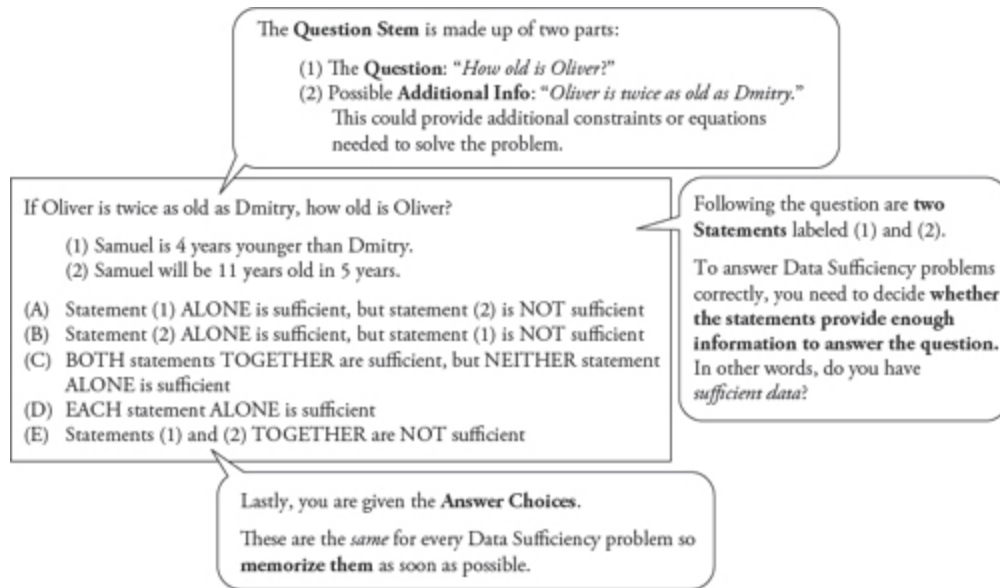 The Question Stem is made up of two parts:
(1) The Question: “How old is Oliver?”
(2) Possible Additional Info: “Oliver is twice as old as Dmitry.”
This could provide additional constraints or equations
needed to solve the problem.
If Oliver is twice as old as Dmitry, how old is Oliver?
(1) Samuel is 4 years younger than Dmitry.
(2) Samuel will be 11 years old in 5 years.
(A) Statement (1) ALONE is sufficient, but statement (2) is NOT sufficient
(B) Statement (2) ALONE is sufficient, but statement (1) is NOT sufficient
(C) BOTH statements TOGETHER are sufficient, but NEITHER statement
ALONE is sufficient
(D) EACH statement ALONE is sufficient
(E) Statements (1) and (2) TOGETHER are NOT sufficient
Following the question are two
Statements labeled (1) and (2).
To answer Data Sufficiency problems
correctly, you need to decide whether
the statements provide enough
information to answer the question.
In other words, do you have
sufficient data?
Lastly, you are given the Answer Choices.
These are the same for every Data Sufficiency problem so
memorize them as soon as possible.